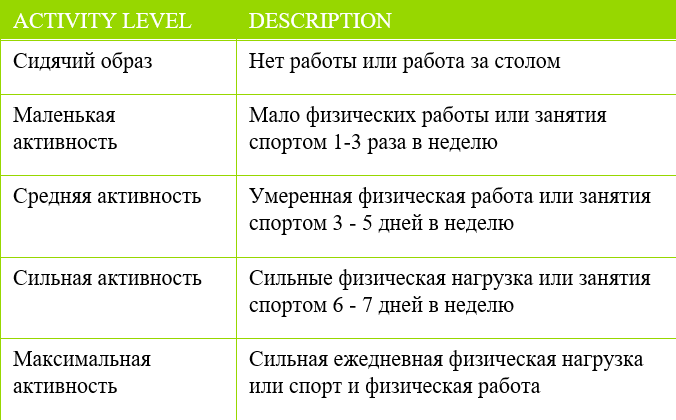 ACTIVITY LEVEL DESCRIPTION
Сидячий образ Нет работы или работа за столом
Маленькая
активность
Мало физических работы или занятия
спортом 1-3 раза в неделю
Средняя активность
Умеренная физическая работа или занятия
спортом 3 - 5 дней в неделю
Сильная активность
Сильные физическая нагрузка или занятия
спортом 6 - 7 дней в неделю
Максимальная
активность
Сильная ежедневная физическая нагрузка
или спорт и физическая работа